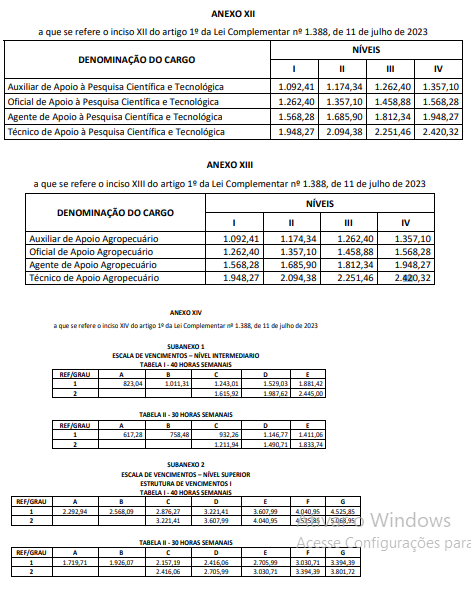 ANEXO XII
a que se refere o inciso XII do artigo 1º da Lei Complementar nº 1.388, de 11 de julho de 2023
DENOMINAÇÃO DO CARGO NÍVEIS
I II III IV
Auxiliar de Apoio à Pesquisa Científica e Tecnológica 1.092,41 1.174,34 1.262,40 1.357,10
Oficial de Apoio à Pesquisa Científica e Tecnológica 1.262,40 1.357,10 1.458,88 1.568,28
Agente de Apoio à Pesquisa Científica e Tecnológica 1.568,28 1.685,90 1.812,34 1.948,27
Técnico de Apoio à Pesquisa Científica e Tecnológica 1.948,27 2.094,38 2.251,46 2.420,32
ANEXO XIII
a que se refere o inciso XIII do artigo 1º da Lei Complementar nº 1.388, de 11 de julho de 2023
DENOMINAÇÃO DO CARGO NÍVEIS
I II III IV
Auxiliar de Apoio Agropecuário 1.092,41 1.174,34 1.262,40 1.357,10
Oficial de Apoio Agropecuário 1.262,40 1.357,10 1.458,88 1.568,28
Agente de Apoio Agropecuário 1.568,28 1.685,90 1.812,34 1.948,27
Técnico de Apoio Agropecuário 1.948,27 2.094,38 2.251,46 2.420,32
ANEXO XIV
a que se refere o inciso XIV do artigo 1º da Lei Complementar nº 1.388, de 11 de julho de 2023
SUBANEXO 1
ESCALA DE VENCIMENTOS – NÍVEL INTERMEDIARIO
TABELA I - 40 HORAS SEMANAIS
REF/GRAU A B C D E
1 823,04 1.011,31 1.243,01 1.529,03 1.881,42
2 1.615,92 1.987,62 2.445,00
TABELA II - 30 HORAS SEMANAIS
REF/GRAU A B C D E
1 617,28 758,48 932,26 1.146,77 1.411,06
2 1.211,94 1.490,71 1.833,74
SUBANEXO 2
ESCALA DE VENCIMENTOS – NÍVEL SUPERIOR
ESTRUTURA DE VENCIMENTOS I
TABELA I - 40 HORAS SEMANAIS
REF/GRAU A B C D E F G
1 2.292,94 2.568,09 2.876,27 3.221,41 3.607,99 4.040,95 4.525,85
2 3.221,41 3.607,99 4.040,95 4.525,85 5.068,95
Windows
Acesse Configurações para
TABELA II - 30 HORAS SEMANAIS
REF/GRAU A B C D E F G
1 1.719,71 1.926,07 2.157,19 2.416,06 2.705,99 3.030,71 3.394,39
2 2.416,06 2.705,99 3.030,71 3.394,39 3.801,72